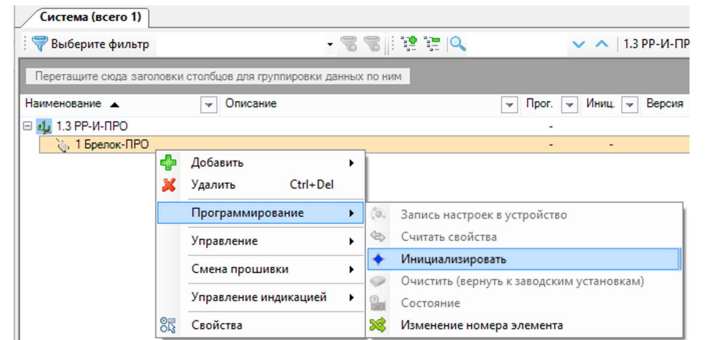 Система (всего 1)
Выберите фильтр
1.3 РР-И-ПР
Перетащите сюда заголовки столбцов для группировки данных по ним
Наименование Описание Прог. Иниц. Версия
1.3 РР-И-ПРО -
1 Брелок-ПРО - -
Добавить
Удалить Ctrl+Del
Программирование
Управление
Смена прошивки
Управление индикацией
Свойства
Запись настроек в устройство
Считать свойства
Инициализировать
Очистить (вернуть к заводским установкам)
Состояние
Изменение номера элемента